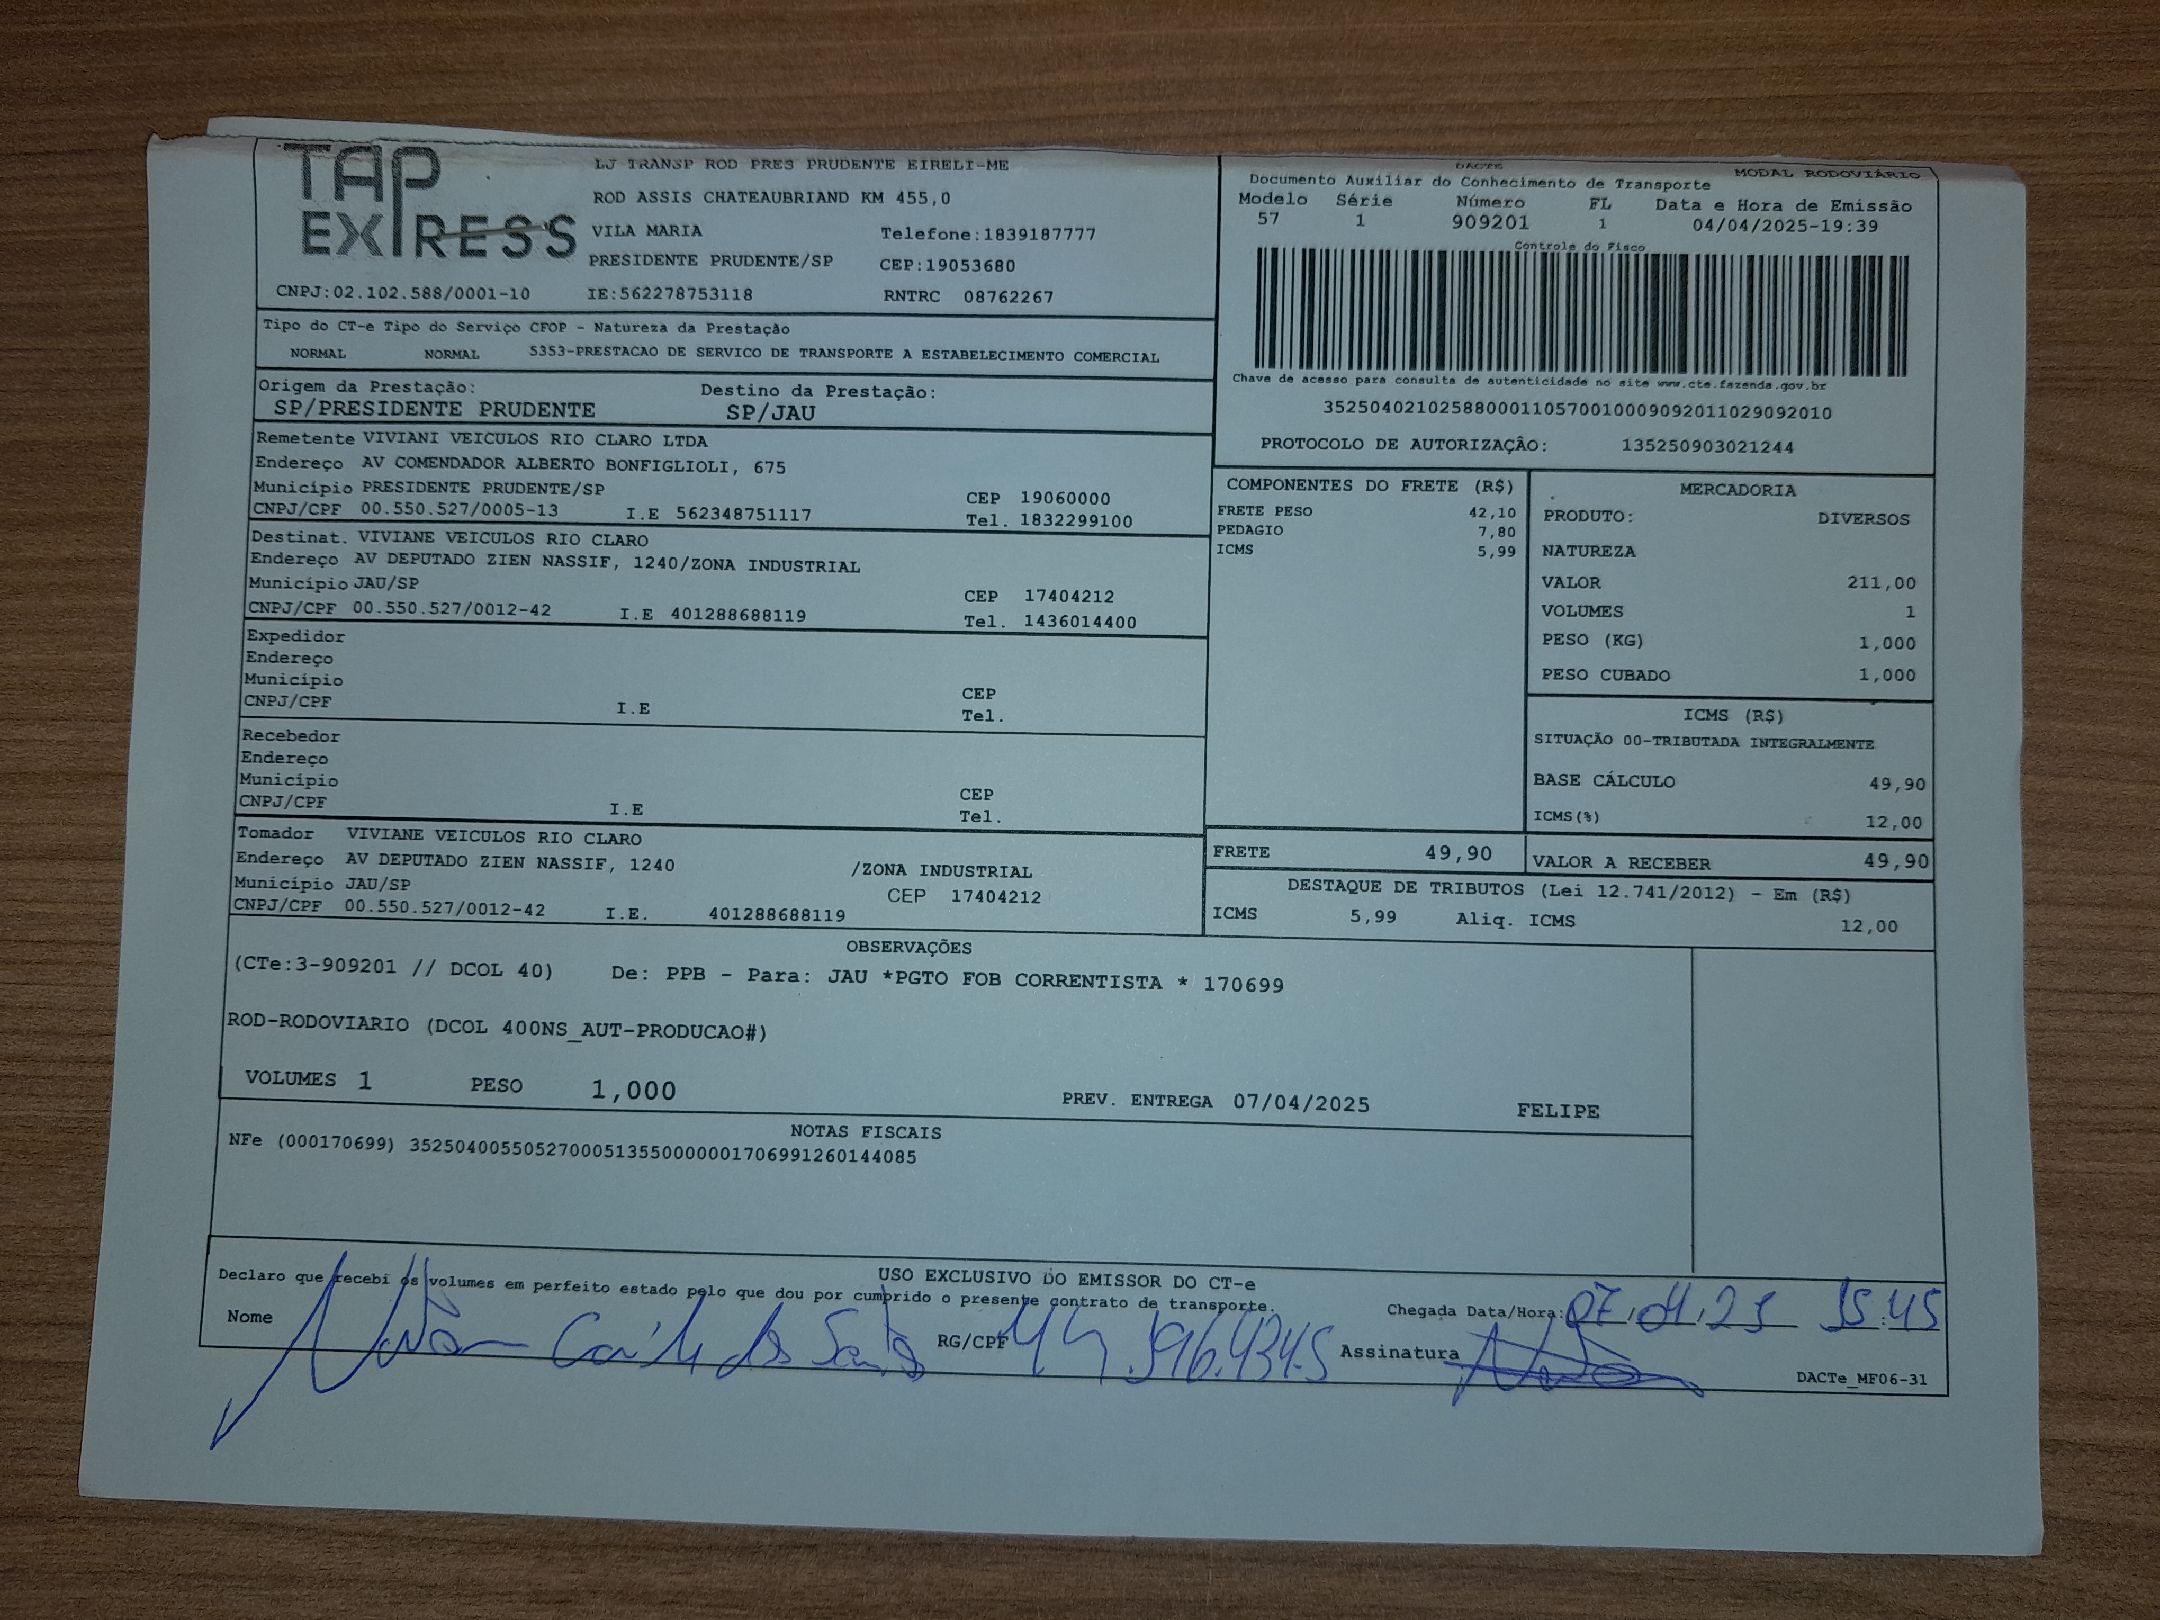 TAP EXPRESS
LJ TRANSP ROD PRES PRUDENTE EIRELI-ME
ROD ASSIS CHATEAUBRIAND KM 455,0
VILA MARIA Telefone:1839187777
PRESIDENTE PRUDENTE/SP CEP:19053680
CNPJ:02.102.588/0001-10 IE:562278753118 RNTRC 08762267
DACTE MODAL RODOVIÁRIO
Documento Auxiliar do Conhecimento de Transporte
Modelo Série Número FL Data e Hora de Emissão
57 1 909201 1 04/04/2025-19:39
Controle do Fisco
Chave de acesso para consulta de autenticidade no site www.cte.fazenda.gov.br
35250402102588000110570010009092011029092010
PROTOCOLO DE AUTORIZAÇÃO: 135250903021244
Tipo do CT-e Tipo do Serviço CFOP - Natureza da Prestação
NORMAL NORMAL 5353-PRESTACAO DE SERVICO DE TRANSPORTE A ESTABELECIMENTO COMERCIAL
Origem da Prestação: Destino da Prestação:
SP/PRESIDENTE PRUDENTE SP/JAU
Remetente VIVIANI VEICULOS RIO CLARO LTDA
Endereço AV COMENDADOR ALBERTO BONFIGLIOLI, 675
Município PRESIDENTE PRUDENTE/SP CEP 19060000
CNPJ/CPF 00.550.527/0005-13 I.E 562348751117 Tel. 1832299100
Destinat. VIVIANE VEICULOS RIO CLARO
Endereço AV DEPUTADO ZIEN NASSIF, 1240/ZONA INDUSTRIAL
Município JAU/SP CEP 17404212
CNPJ/CPF 00.550.527/0012-42 I.E 401288688119 Tel. 1436014400
Expedidor
Endereço
Município CEP
CNPJ/CPF I.E Tel.
Recebedor
Endereço
Município CEP
CNPJ/CPF I.E Tel.
Tomador VIVIANE VEICULOS RIO CLARO
Endereço AV DEPUTADO ZIEN NASSIF, 1240 /ZONA INDUSTRIAL
Município JAU/SP CEP 17404212
CNPJ/CPF 00.550.527/0012-42 I.E. 401288688119
COMPONENTES DO FRETE (R$)
FRETE PESO 42,10
PEDAGIO 7,80
ICMS 5,99
MERCADORIA
PRODUTO: DIVERSOS
NATUREZA
VALOR 211,00
VOLUMES 1
PESO (KG) 1,000
PESO CUBADO 1,000
ICMS (R$)
SITUAÇÃO 00-TRIBUTADA INTEGRALMENTE
BASE CÁLCULO 49,90
ICMS(%) 12,00
FRETE 49,90 VALOR A RECEBER 49,90
DESTAQUE DE TRIBUTOS (Lei 12.741/2012) - Em (R$)
ICMS 5,99 Aliq. ICMS 12,00
OBSERVAÇÕES
(CTe:3-909201 // DCOL 40) De: PPB - Para: JAU *PGTO FOB CORRENTISTA * 170699
ROD-RODOVIARIO (DCOL 400NS_AUT-PRODUCAO#)
VOLUMES 1 PESO 1,000 PREV. ENTREGA 07/04/2025 FELIPE
NOTAS FISCAIS
NFe (000170699) 35250400550527000513550000001706991260144085
USO EXCLUSIVO DO EMISSOR DO CT-e
Declaro que recebi os volumes em perfeito estado pelo que dou por cumprido o presente contrato de transporte.
Chegada Data/Hora: 07,04,25 15:45
Nome dos Santos RG/CPF 44.596.434-5 Assinatura
DACTe_MF06-31